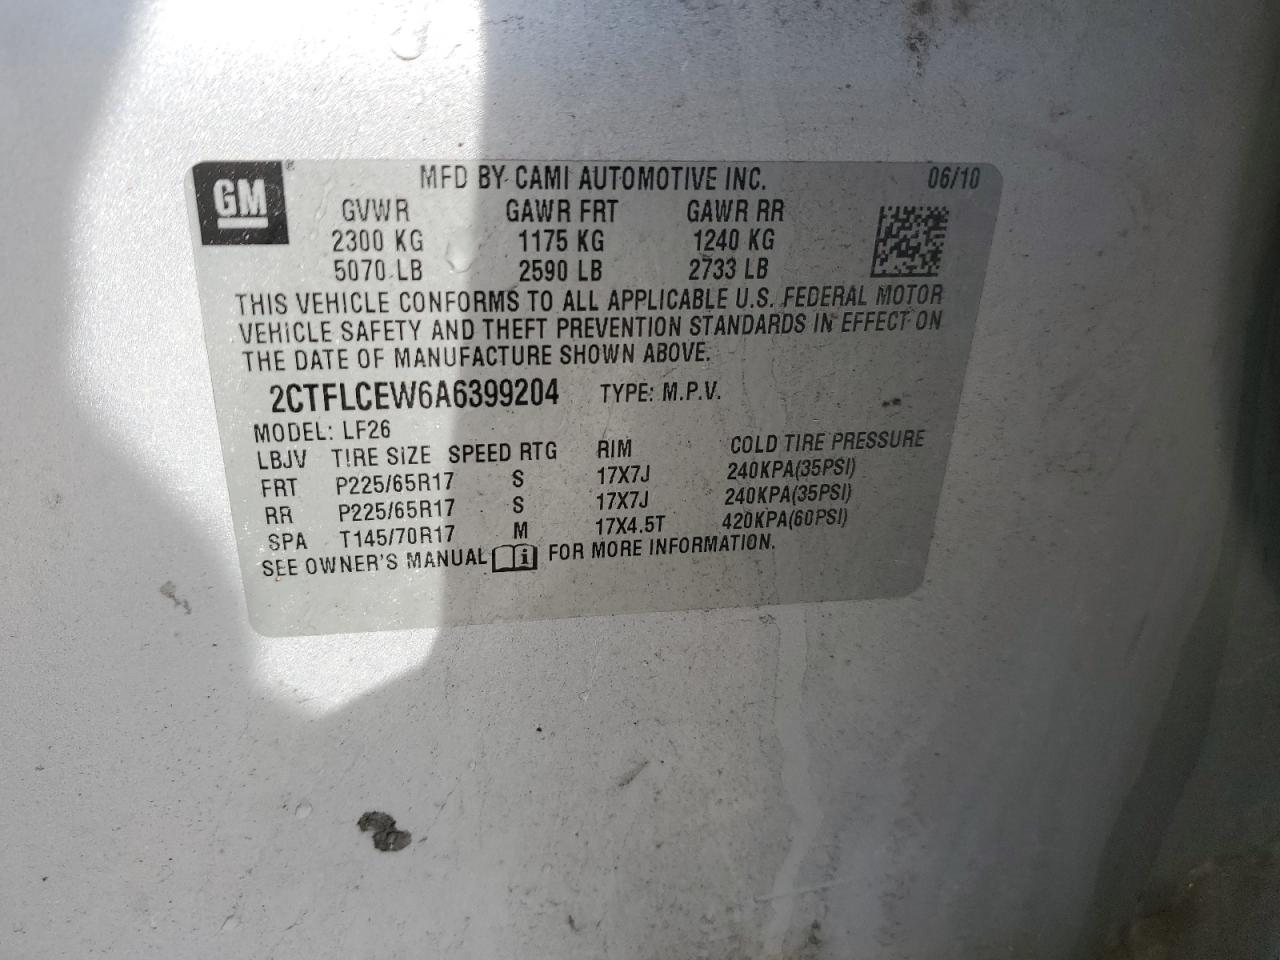 GM ® MFD BY CAMI AUTOMOTIVE INC. 06/10
GVWR GAWR FRT GAWR RR
2300 KG 1175 KG 1240 KG
5070 LB 2590 LB 2733 LB
THIS VEHICLE CONFORMS TO ALL APPLICABLE U.S. FEDERAL MOTOR
VEHICLE SAFETY AND THEFT PREVENTION STANDARDS IN EFFECT ON
THE DATE OF MANUFACTURE SHOWN ABOVE.
2CTFLCEW6A6399204 TYPE: M.P.V.
MODEL: LF26
LBJV TIRE SIZE SPEED RTG RIM COLD TIRE PRESSURE
FRT P225/65R17 S 17X7J 240KPA(35PSI)
RR P225/65R17 S 17X7J 240KPA(35PSI)
SPA T145/70R17 M 17X4.5T 420KPA(60PSI)
SEE OWNER'S MANUAL i FOR MORE INFORMATION.